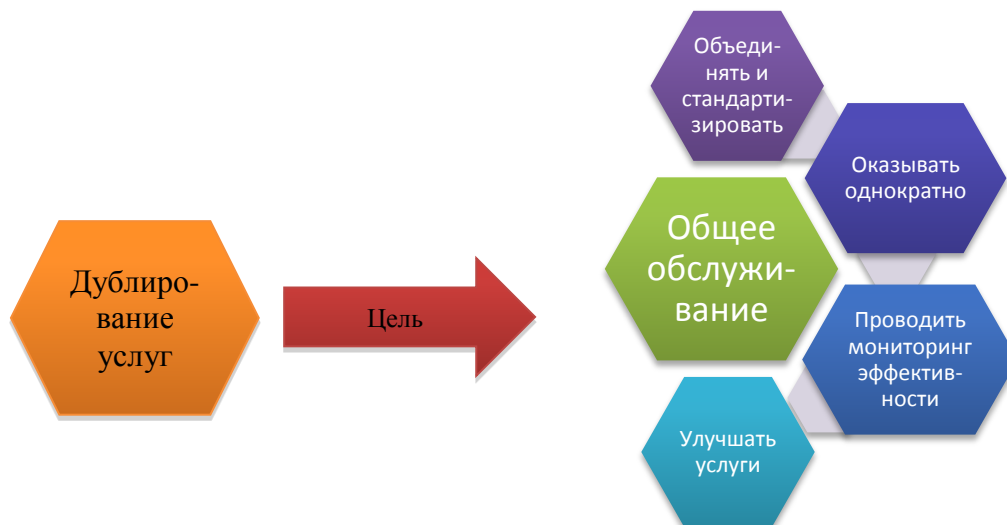 Дублиро-
вание
услуг
Цель
Объеди-
нять и
стандарти-
зировать
Оказывать
однократно
Общее
обслужи-
вание
Проводить
мониторинг
эффектив-
ности
Улучшать
услуги